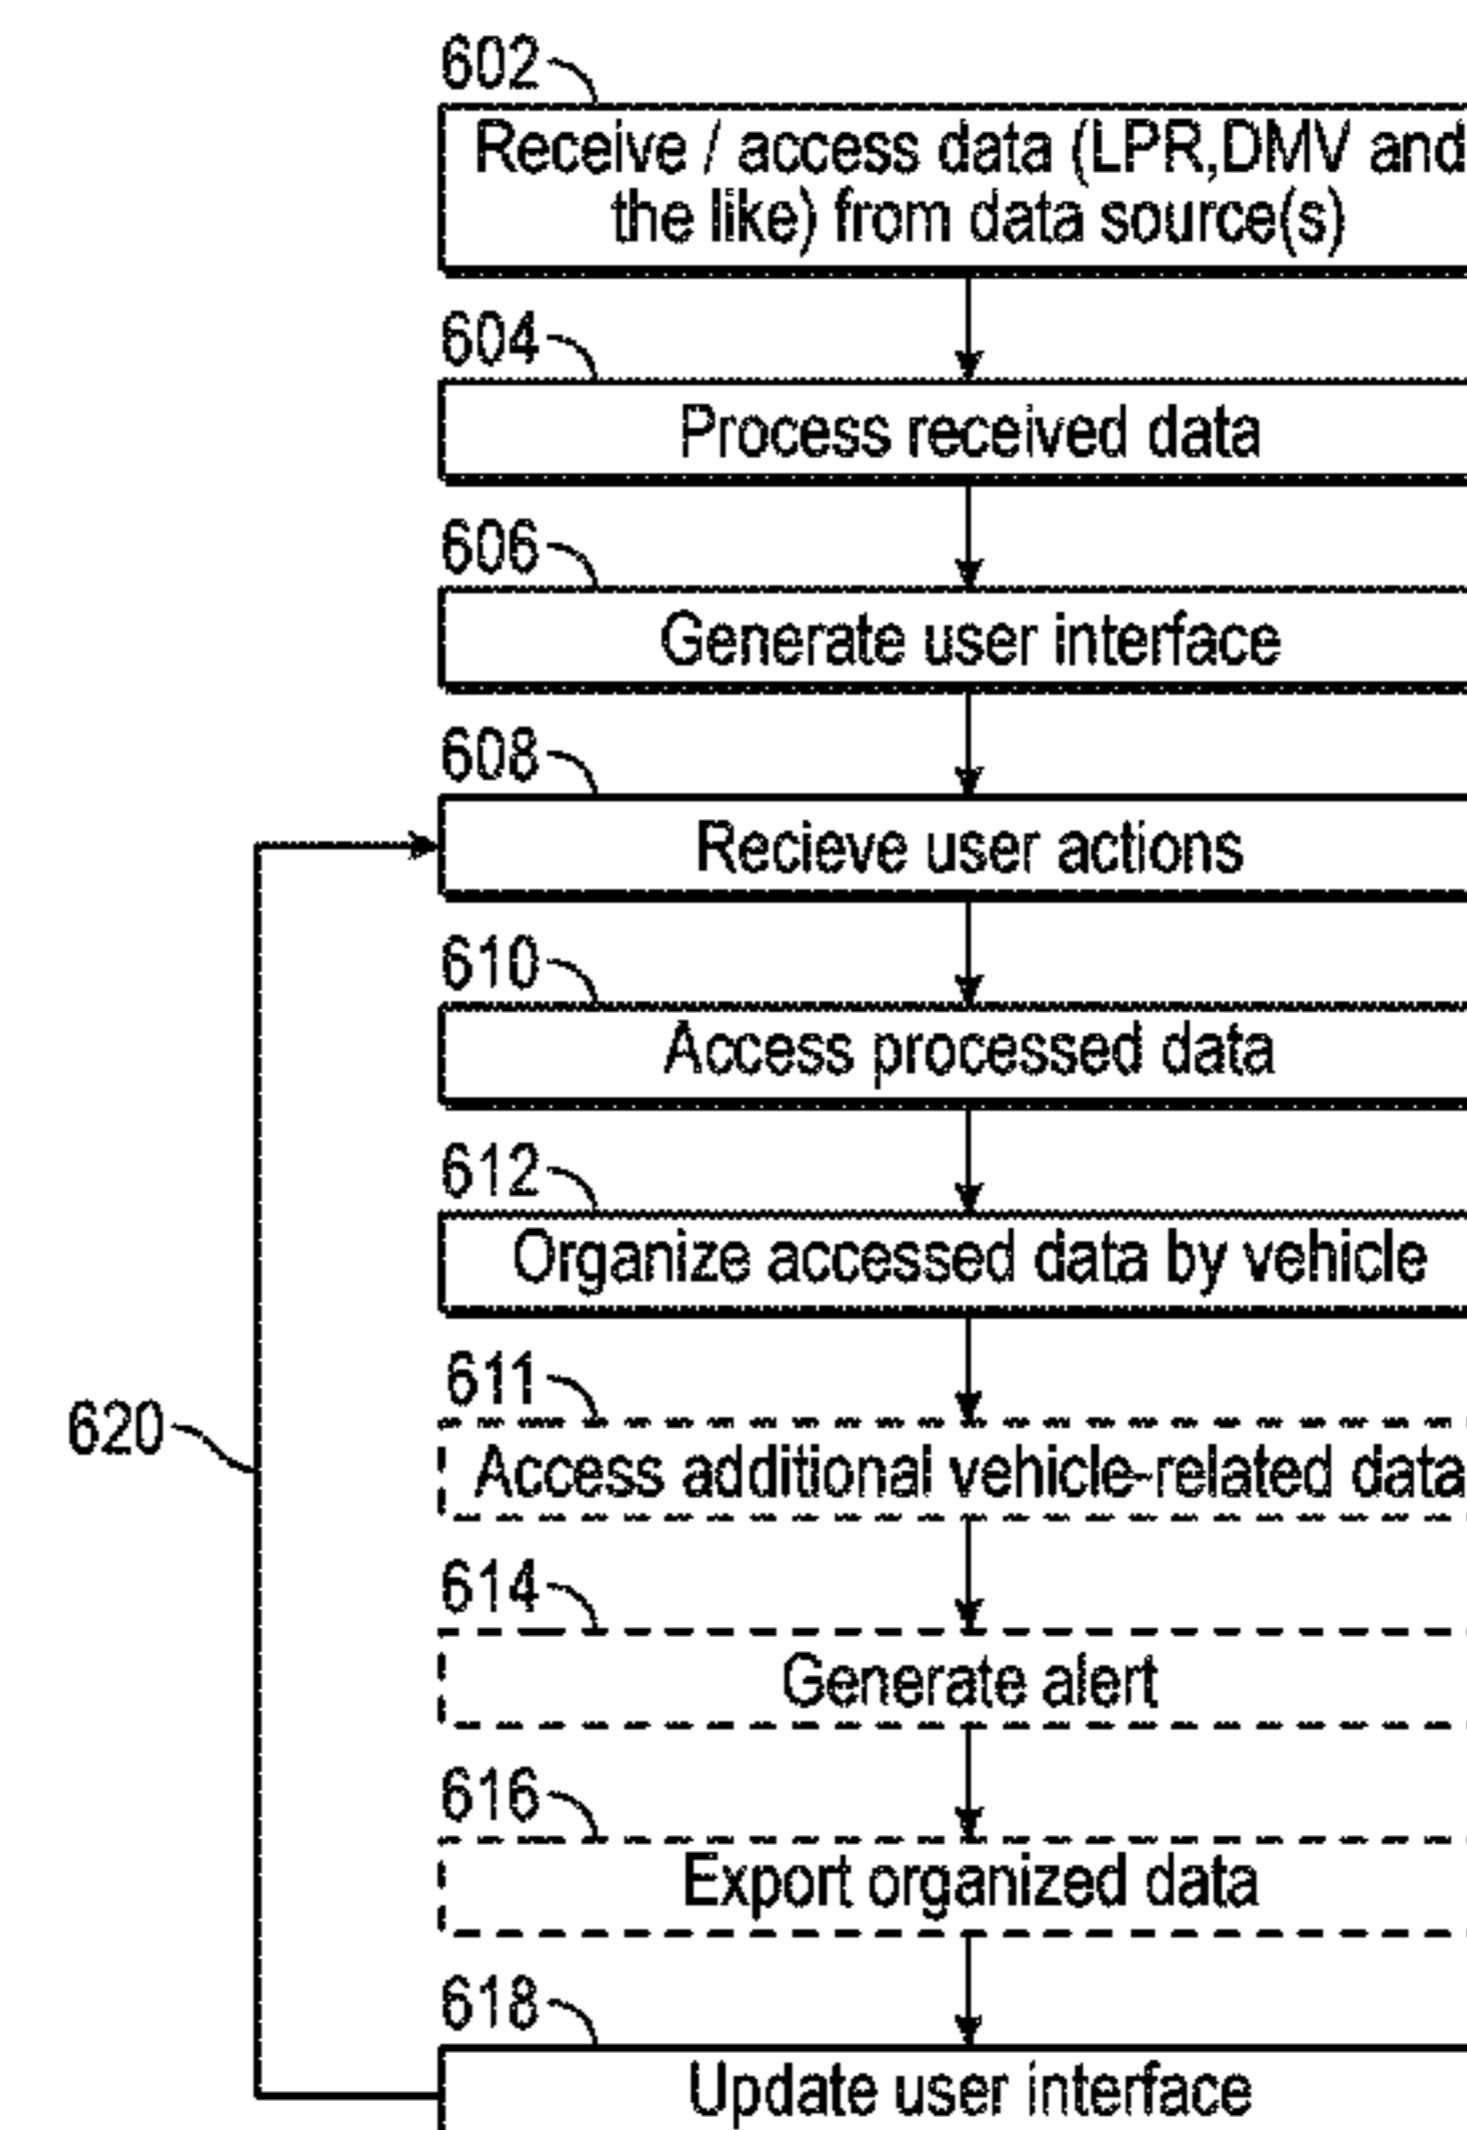 602
Receive / access data (LPR,DMV and
the like) from data source(s)
604
Process received data
606
Generate user interface
608
Recieve user actions
610
Access processed data
612
Organize accessed data by vehicle
611
Access additional vehicle-related data
620
614
Generate alert
616
Export organized data
618
Update user interface